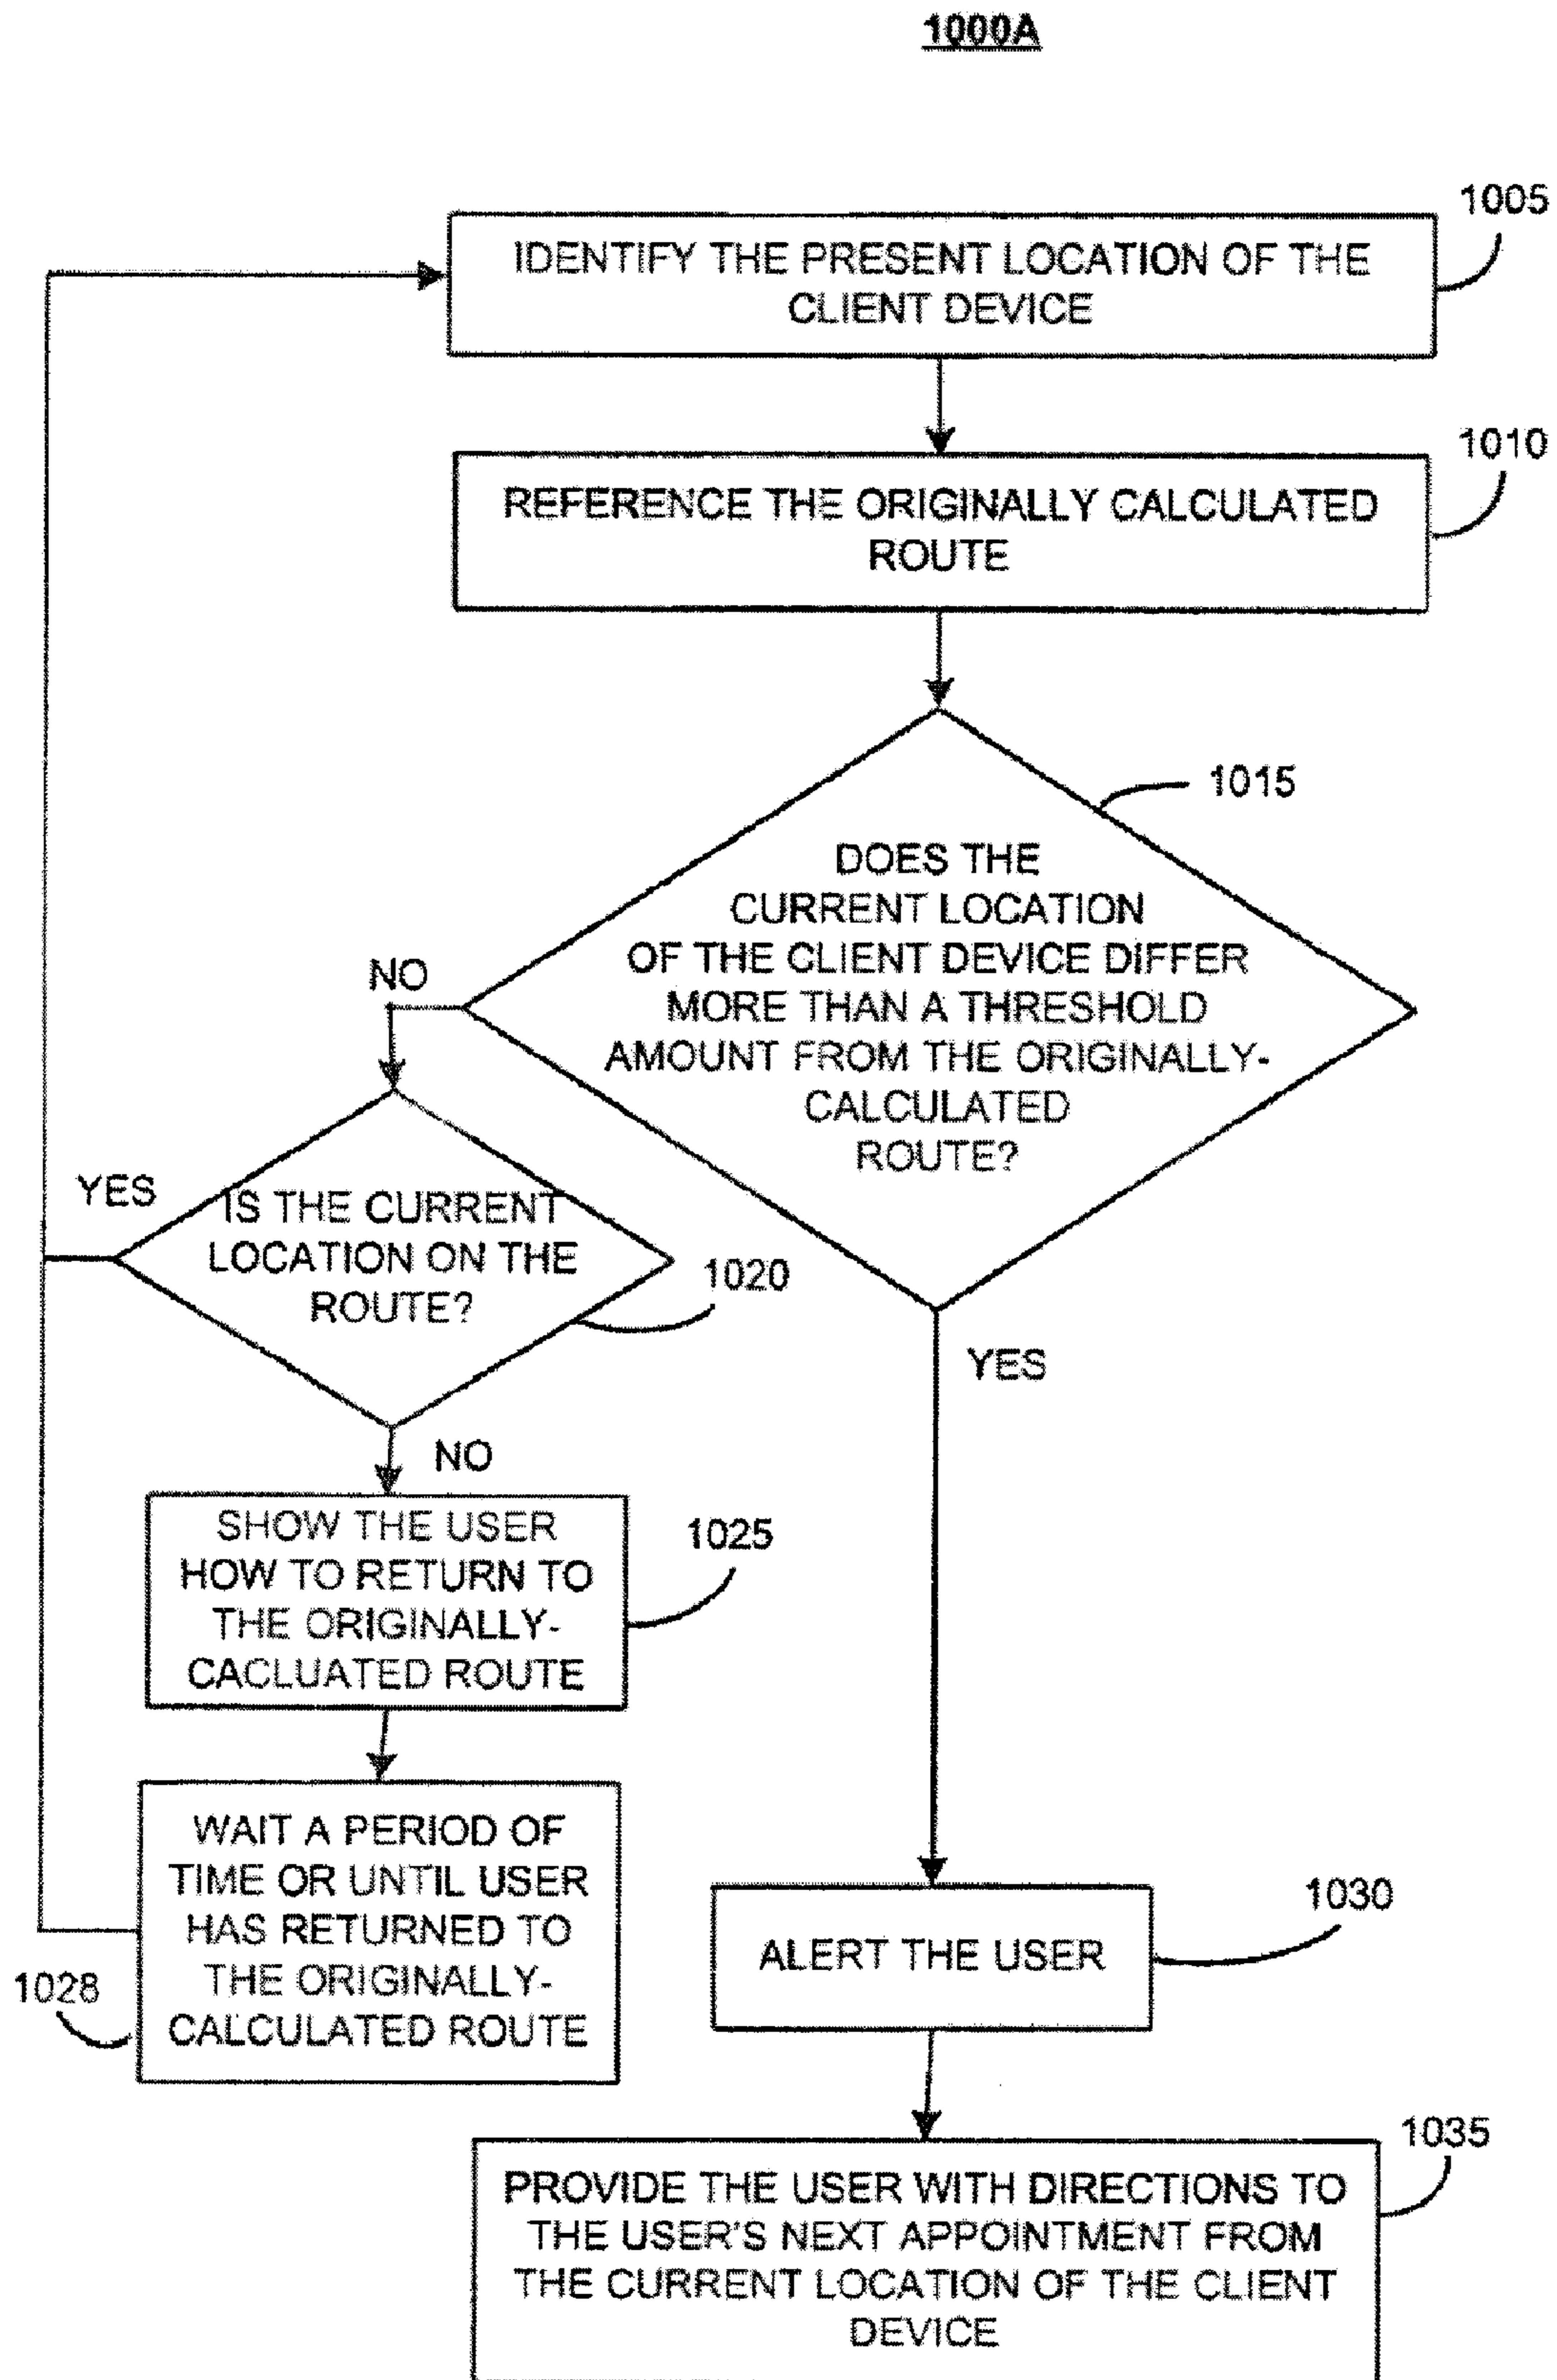 1000A
1005
IDENTIFY THE PRESENT LOCATION OF THE
CLIENT DEVICE
1010
REFERENCE THE ORIGINALLY CALCULATED
ROUTE
1015
DOES THE
CURRENT LOCATION
OF THE CLIENT DEVICE DIFFER
MORE THAN A THRESHOLD
AMOUNT FROM THE ORIGINALLY-
CALCULATED
ROUTE?
NO
YES
IS THE CURRENT
LOCATION ON THE
ROUTE?
1020
YES
NO
SHOW THE USER
HOW TO RETURN TO
THE ORIGINALLY-
CACLUATED ROUTE
1025
WAIT A PERIOD OF
TIME OR UNTIL USER
HAS RETURNED TO
THE ORIGINALLY-
CALCULATED ROUTE
1028
1030
ALERT THE USER
1035
PROVIDE THE USER WITH DIRECTIONS TO
THE USER'S NEXT APPOINTMENT FROM
THE CURRENT LOCATION OF THE CLIENT
DEVICE